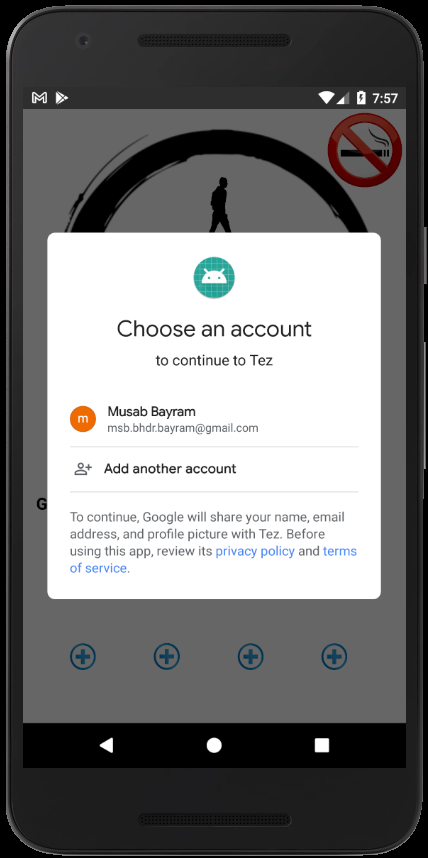 7:57
Choose an account
to continue to Tez
m
Musab Bayram
msb.bhdr.bayram@gmail.com
Add another account
G
To continue, Google will share your name, email
address, and profile picture with Tez. Before
using this app, review its privacy policy and terms
of service.